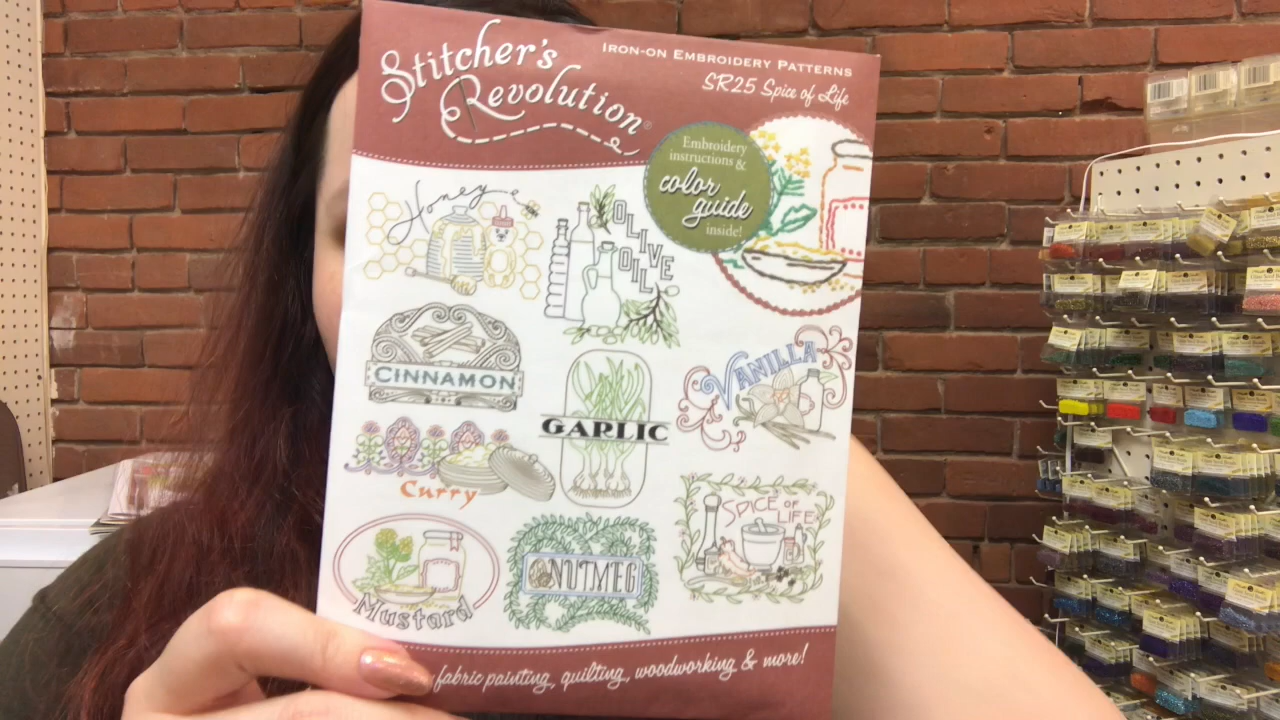 Stitcher's
Revolution®
Iron-on Embroidery Patterns
SR25 Spice of Life
Embroidery
instructions &
color
guide
inside!
Honey
OLIVE
OIL
CINNAMON
GARLIC
VANILLA
Curry
SPICE OF
LIFE
Mustard
NUTMEG
fabric painting, quilting, woodworking & more!